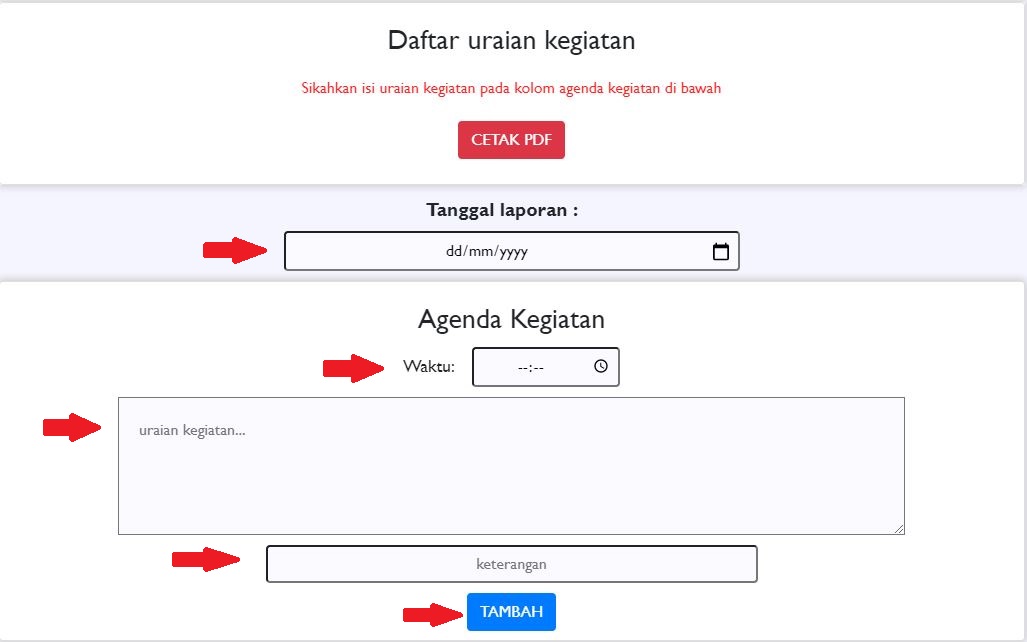 Daftar uraian kegiatan
Sikahkan isi uraian kegiatan pada kolom agenda kegiatan di bawah
CETAK PDF
Tanggal laporan :
dd/mm/yyyy
Agenda Kegiatan
Waktu: --:--
uraian kegiatan...
keterangan
TAMBAH